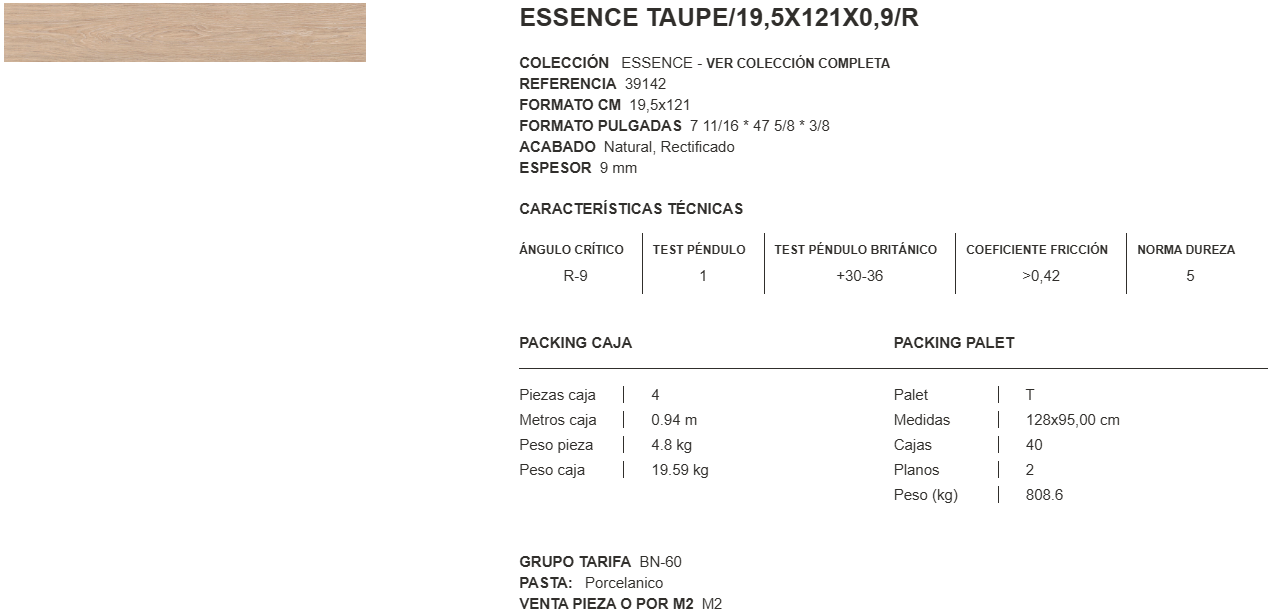 ESSENCE TAUPE/19,5X121X0,9/R
COLECCIÓN ESSENCE - VER COLECCIÓN COMPLETA
REFERENCIA 39142
FORMATO CM 19,5x121
FORMATO PULGADAS 7 11/16 * 47 5/8 * 3/8
ACABADO Natural, Rectificado
ESPESOR 9 mm
CARACTERÍSTICAS TÉCNICAS
ÁNGULO CRÍTICO TEST PÉNDULO TEST PÉNDULO BRITÁNICO COEFICIENTE FRICCIÓN NORMA DUREZA
R-9 1 +30-36 >0,42 5
PACKING CAJA PACKING PALET
Piezas caja 4 Palet T
Metros caja 0.94 m Medidas 128x95,00 cm
Peso pieza 4.8 kg Cajas 40
Peso caja 19.59 kg Planos 2
Peso (kg) 808.6
GRUPO TARIFA BN-60
PASTA: Porcelanico
VENTA PIEZA O POR M2 M2